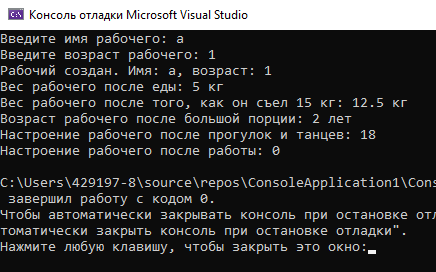 Консоль отладки Microsoft Visual Studio
Введите имя рабочего: a
Введите возраст рабочего: 1
Рабочий создан. Имя: a, возраст: 1
Вес рабочего после еды: 5 кг
Вес рабочего после того, как он съел 15 кг: 12.5 кг
Возраст рабочего после большой порции: 2 лет
Настроение рабочего после прогулок и танцев: 18
Настроение рабочего после работы: 0
C:\Users\429197-8\source\repos\ConsoleApplication1\Cons
завершил работу с кодом 0.
Чтобы автоматически закрывать консоль при остановке отл
томатически закрыть консоль при остановке отладки".
Нажмите любую клавишу, чтобы закрыть это окно: